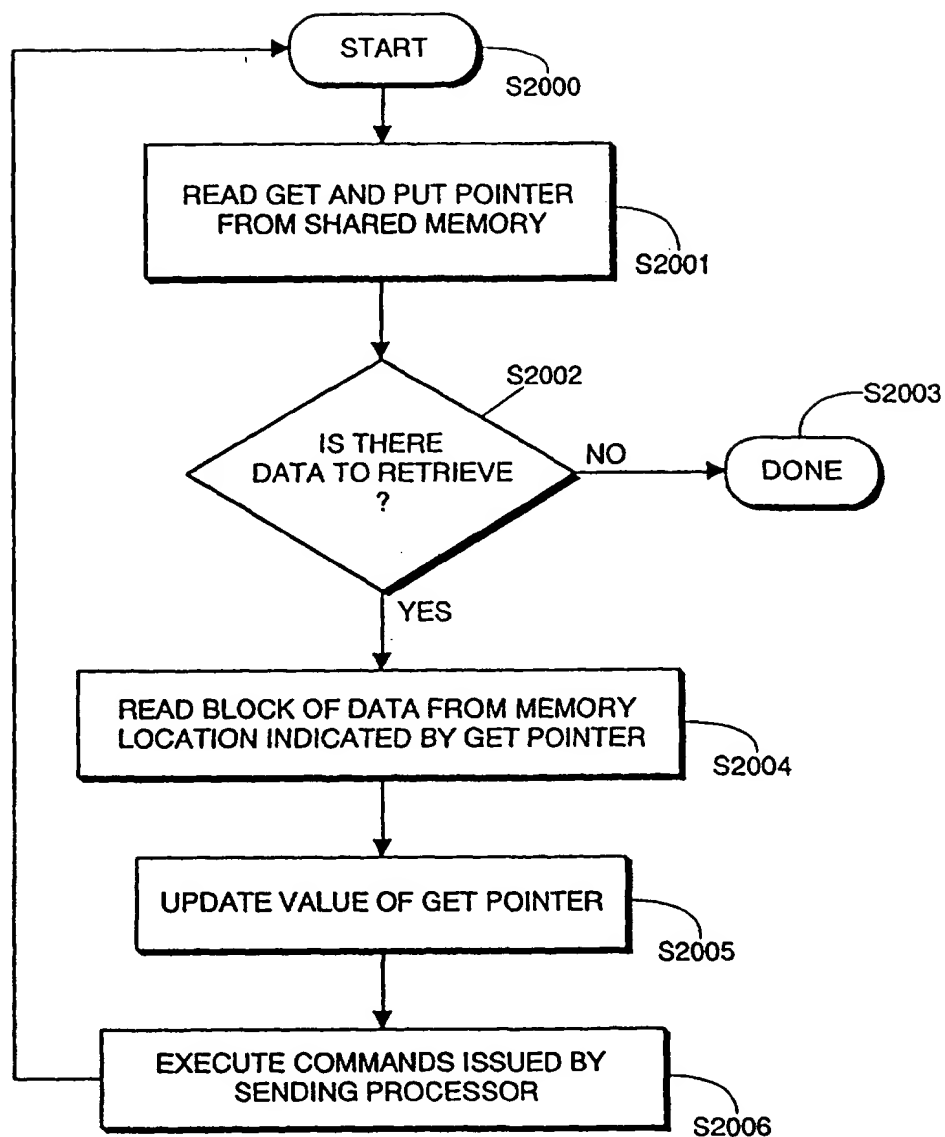 START
S2000
READ GET AND PUT POINTER
FROM SHARED MEMORY
S2001
S2002
S2003
IS THERE
DATA TO RETRIEVE
?
NO
DONE
YES
READ BLOCK OF DATA FROM MEMORY
LOCATION INDICATED BY GET POINTER
S2004
UPDATE VALUE OF GET POINTER
S2005
EXECUTE COMMANDS ISSUED BY
SENDING PROCESSOR
S2006